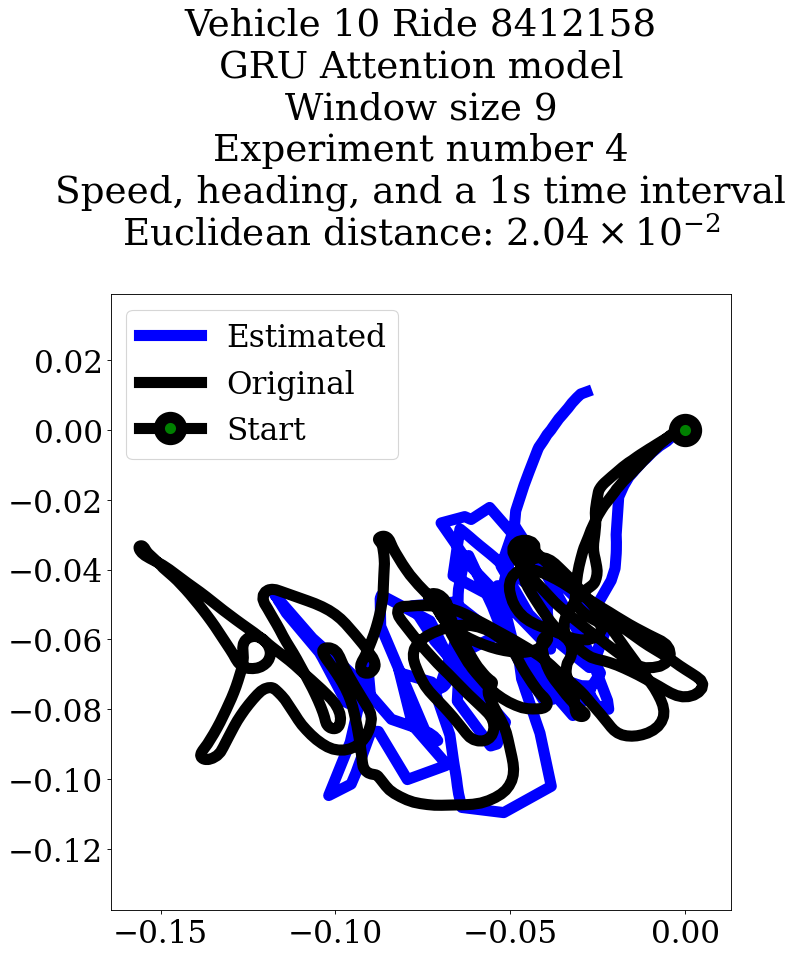 Vehicle 10 Ride 8412158
GRU Attention model
Window size 9
Experiment number 4
Speed, heading, and a 1s time interval
Euclidean distance: 2.04 × 10⁻²
Estimated
Original
Start
0.02
0.00
−0.02
−0.04
−0.06
−0.08
−0.10
−0.12
−0.15
−0.10
−0.05
0.00